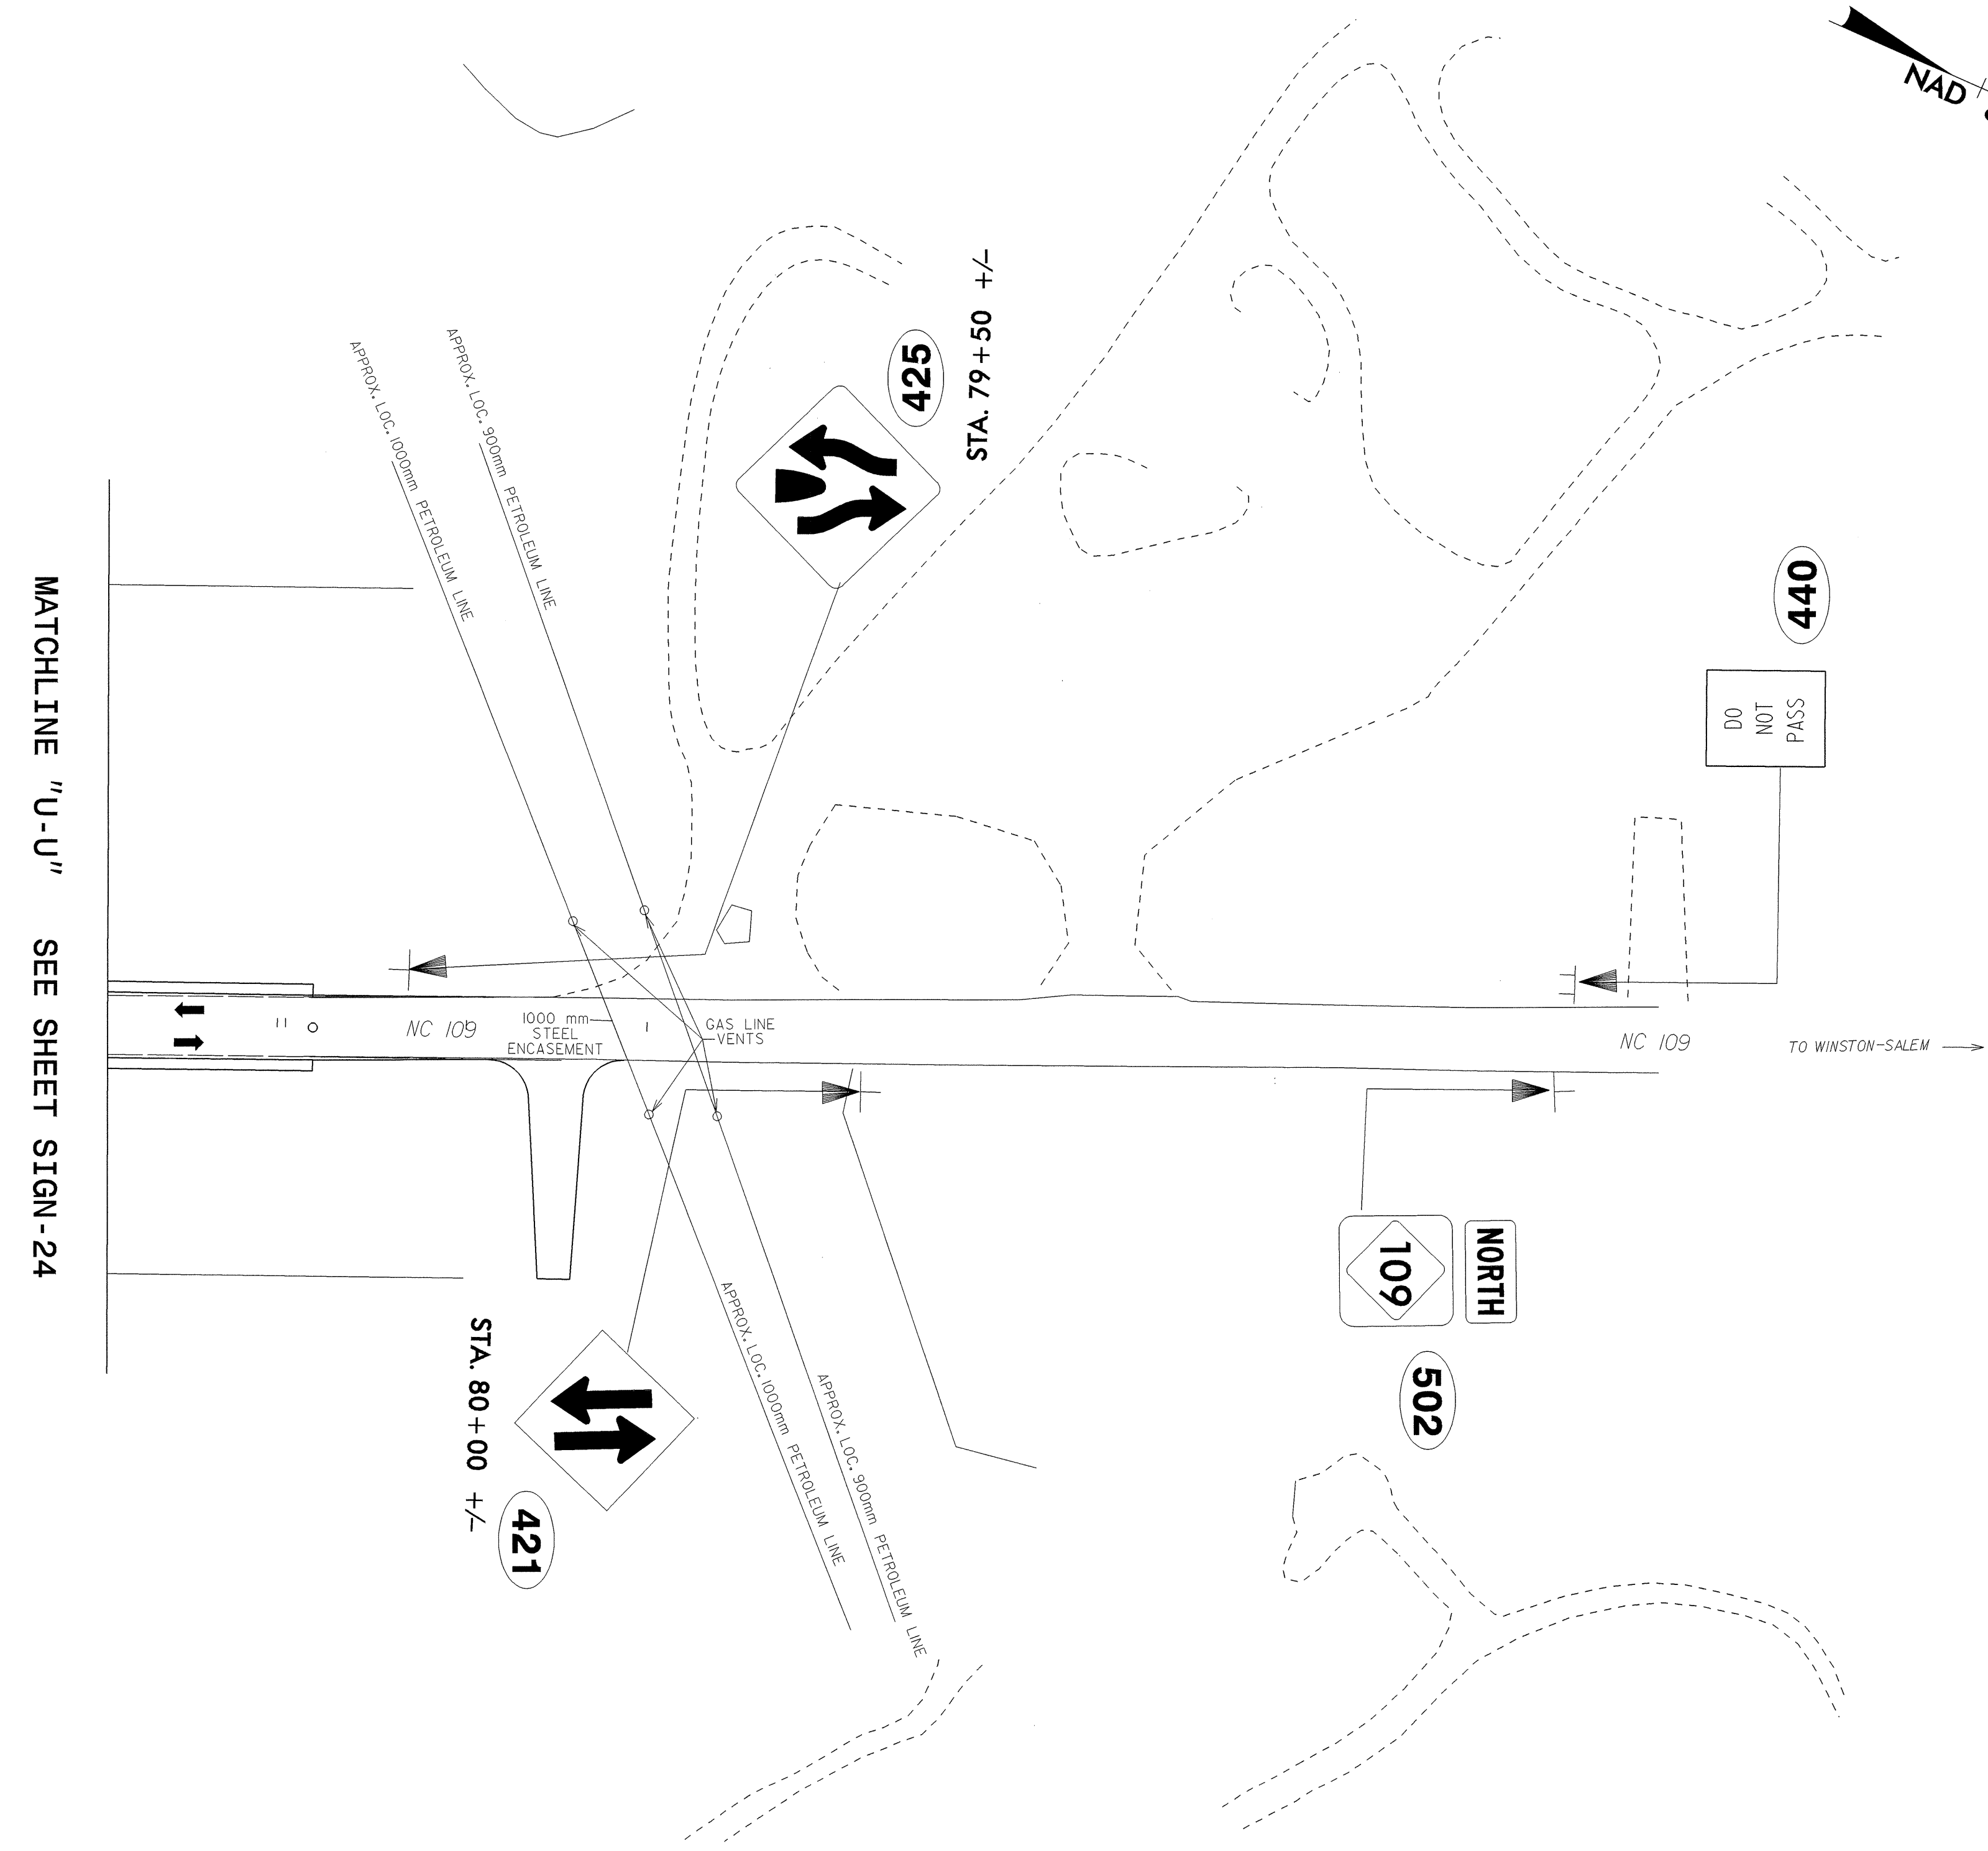 NAD
425
STA. 79+50 +/-
APPROX. LOC. 900mm PETROLEUM LINE
APPROX. LOC. 1000mm PETROLEUM LINE
440
DO
NOT
PASS
MATCHLINE "U-U" SEE SHEET SIGN-24
NC 109
1000 mm
STEEL
ENCASEMENT
GAS LINE
VENTS
NC 109
TO WINSTON-SALEM
109
NORTH
502
STA. 80+00 +/-
421
APPROX. LOC. 1000mm PETROLEUM LINE
APPROX. LOC. 900mm PETROLEUM LINE